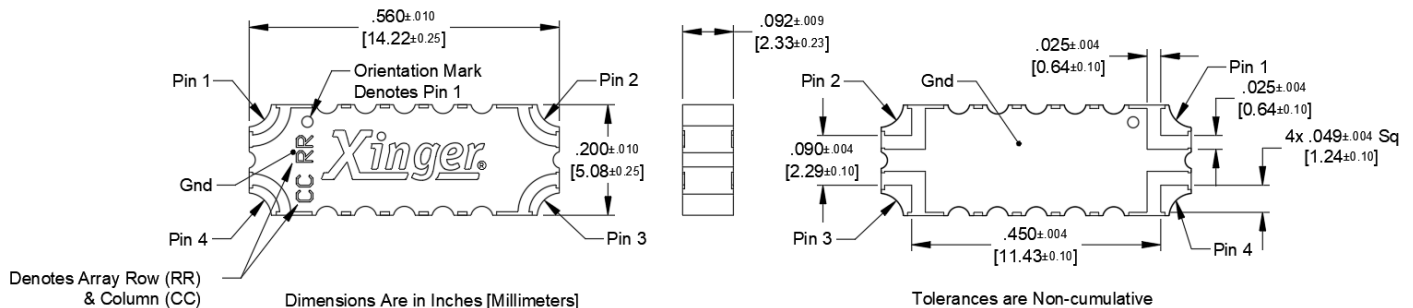 .560±.010
[14.22±0.25]
Pin 1
Orientation Mark
Denotes Pin 1
Pin 2
RR
CC
Xinger®
.200±.010
[5.08±0.25]
Gnd
Pin 4
Pin 3
Denotes Array Row (RR)
& Column (CC)
Dimensions Are in Inches [Millimeters]
.092±.009
[2.33±0.23]
.025±.004
[0.64±0.10]
Pin 2
Gnd
Pin 1
.025±.004
[0.64±0.10]
.090±.004
[2.29±0.10]
4x .049±.004 Sq
[1.24±0.10]
Pin 3
Pin 4
.450±.004
[11.43±0.10]
Tolerances are Non-cumulative